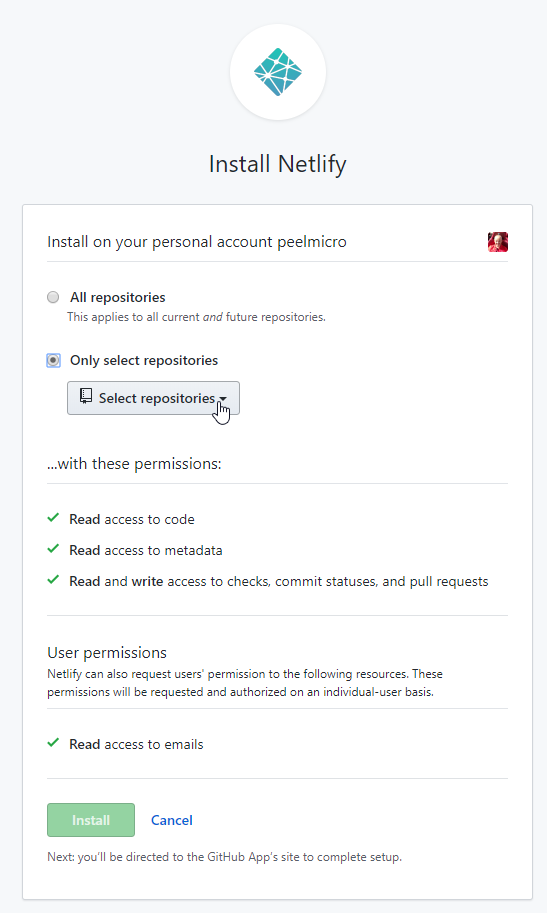 Install Netlify
Install on your personal account peelmicro
All repositories
This applies to all current and future repositories.
Only select repositories
Select repositories
...with these permissions:
Read access to code
Read access to metadata
Read and write access to checks, commit statuses, and pull requests
User permissions
Netlify can also request users' permission to the following resources. These
permissions will be requested and authorized on an individual-user basis.
Read access to emails
Install Cancel
Next: you'll be directed to the GitHub App's site to complete setup.